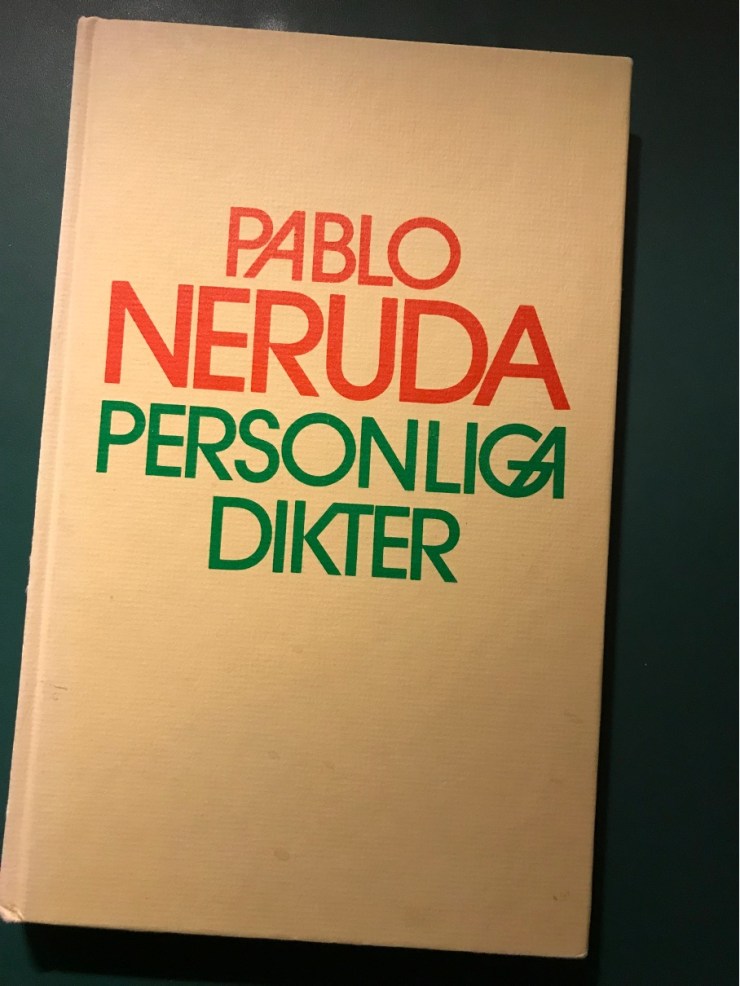 PABLO
NERUDA
PERSONLIGA
DIKTER